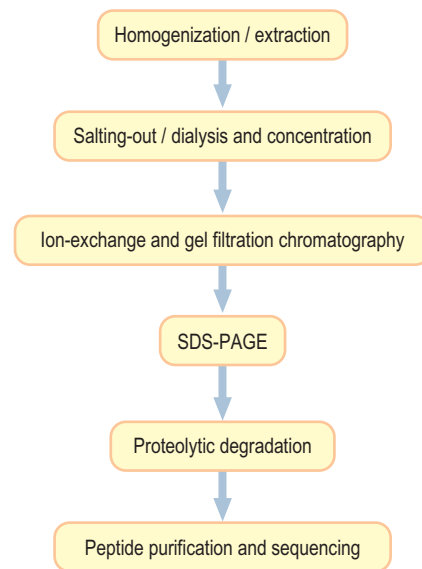 Homogenization / extraction
Salting-out / dialysis and concentration
Ion-exchange and gel filtration chromatography
SDS-PAGE
Proteolytic degradation
Peptide purification and sequencing